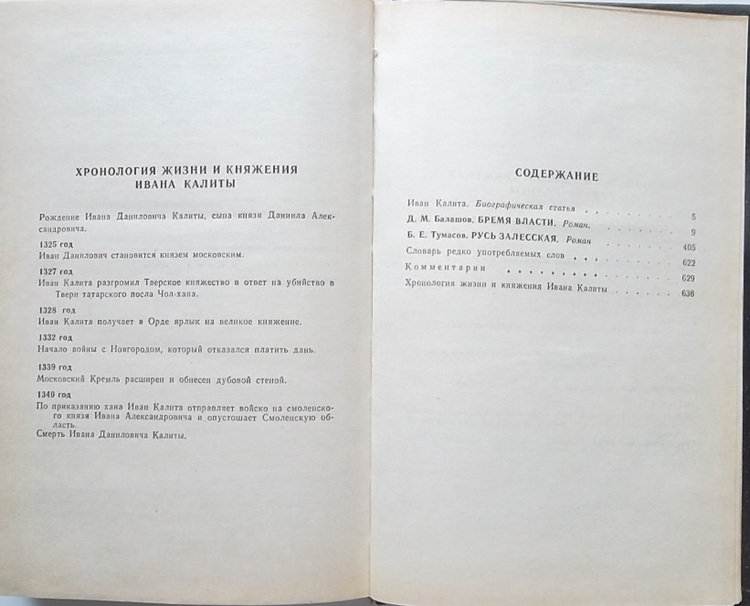 ХРОНОЛОГИЯ ЖИЗНИ И КНЯЖЕНИЯ
ИВАНА КАЛИТЫ
Рождение Ивана Даниловича Калиты, сына князя Даниила Алек-
сандровича.
1325 год
Иван Данилович становится князем московским.
1327 год
Иван Калита разгромил Тверское княжество в ответ на убийство в
Твери татарского посла Чол-хана.
1328 год
Иван Калита получает в Орде ярлык на великое княжение.
1332 год
Начало войны с Новгородом, который отказался платить дань.
1339 год
Московский Кремль расширен и обнесен дубовой стеной.
1340 год
По приказанию хана Иван Калита отправляет войско на смоленско-
го князя Ивана Александровича и опустошает Смоленскую об-
ласть.
Смерть Ивана Даниловича Калиты.
СОДЕРЖАНИЕ
Иван Калита. Биографическая статья . . . . . . . . 5
Д. М. Балашов. БРЕМЯ ВЛАСТИ. Роман. . . . . . . . 9
Б. Е. Тумасов. РУСЬ ЗАЛЕССКАЯ. Роман . . . . . . . 405
Словарь редко употребляемых слов . . . . . . . . . 622
Комментарии . . . . . . . . . . . . . . 629
Хронология жизни и княжения Ивана Калиты . . . . . . 636